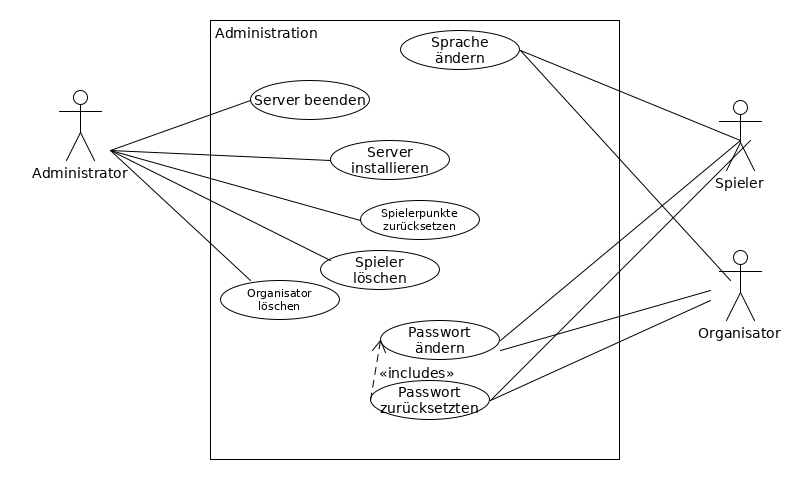 Administration
Sprache
ändern
Server beenden
Administrator
Server
installieren
Spieler
Spielerpunkte
zurücksetzen
Spieler
löschen
Organisator
löschen
Organisator
Passwort
ändern
«includes»
Passwort
zurücksetzten